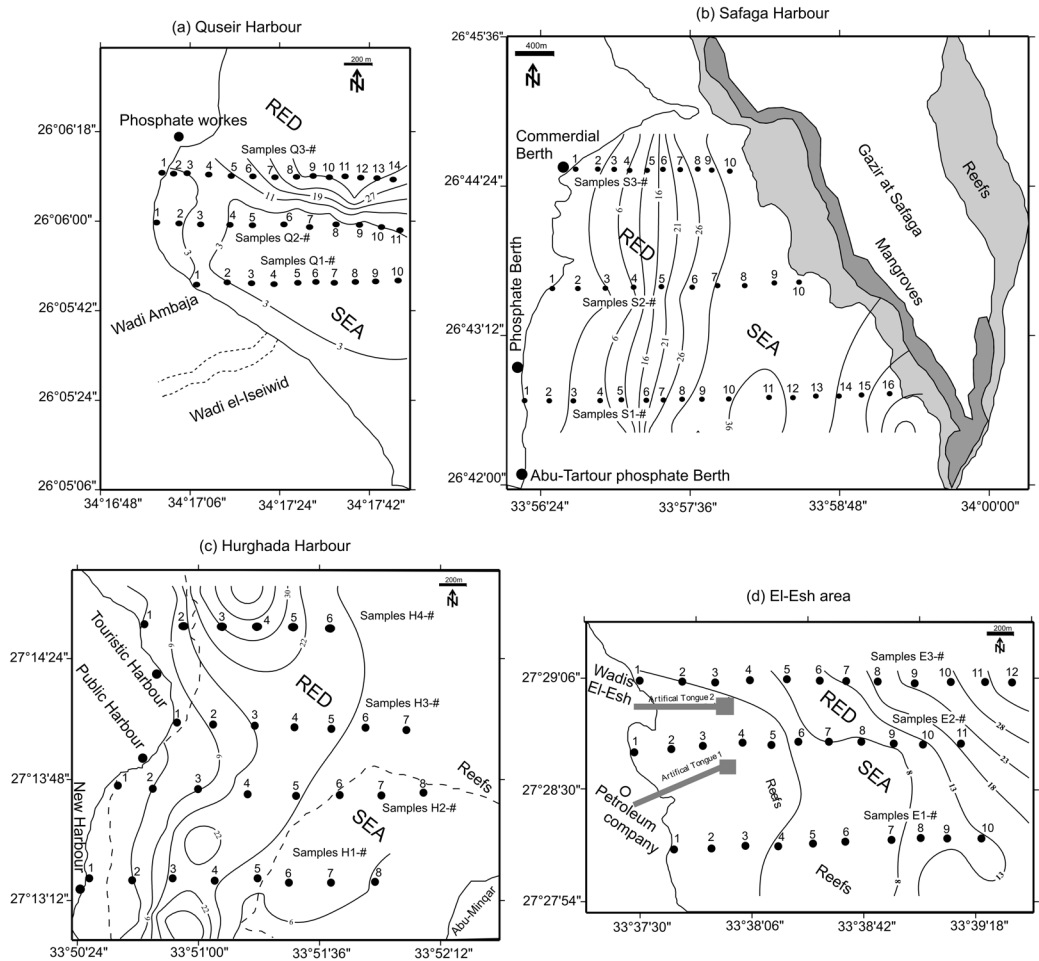 (a) Quseir Harbour
200 m
N
RED
Phosphate workes
26°06'18"
Samples Q3-#
1 2 3 4 5 6 7 8 9 10 11 12 13 14
11 19 27
26°06'00"
1 2 3 4 5 6 7 8 9 10 11
Samples Q2-#
3 3
Samples Q1-#
1 2 3 4 5 6 7 8 9 10
26°05'42"
Wadi Ambaja
3
SEA
3
Wadi el-Iseiwid
26°05'24"
26°05'06"
34°16'48" 34°17'06" 34°17'24" 34°17'42"
(b) Safaga Harbour
26°45'36"
400m
N
Commerdial
Berth
1 2 3 4 5 6 7 8 9 10
Samples S3-#
26°44'24"
6 16 21 26
RED
Gazir at Safaga
Mangroves
Reefs
1 2 3 4 5 6 7 8 9 10
Samples S2-#
Phosphate Berth
26°43'12"
6 16 21 26
SEA
1 2 3 4 5 6 7 8 9 10 11 12 13 14 15 16
Samples S1-#
36
26°42'00"
Abu-Tartour phosphate Berth
33°56'24" 33°57'36" 33°58'48" 34°00'00"
(c) Hurghada Harbour
200m
N
30
1 2 3 4 5 6
Samples H4-#
9 22
27°14'24"
Touristic Harbour
RED
Public Harbour
Samples H3-#
1 2 3 4 5 6 7
6
27°13'48"
Reefs
1 2 3 4 5 6 7 8
Samples H2-#
New Harbour
SEA
22
Samples H1-#
1 2 3 4 5 6 7 8
27°13'12"
9 22 6
Abu-Minqar
33°50'24" 33°51'00" 33°51'36" 33°52'12"
(d) El-Esh area
200m
N
Samples E3-#
27°29'06"
1 2 3 4 5 6 7 8 9 10 11 12
Wadis
El-Esh
Artifical Tongue 2
RED
Samples E2-#
28
1 2 3 4 5 6 7 8 9 10 11
23
Artifical Tongue 1
SEA
8 13 18
27°28'30"
Petroleum
company
Reefs
Samples E1-#
1 2 3 4 5 6 7 8 9 10
Reefs
8 13
27°27'54"
33°37'30" 33°38'06" 33°38'42" 33°39'18"